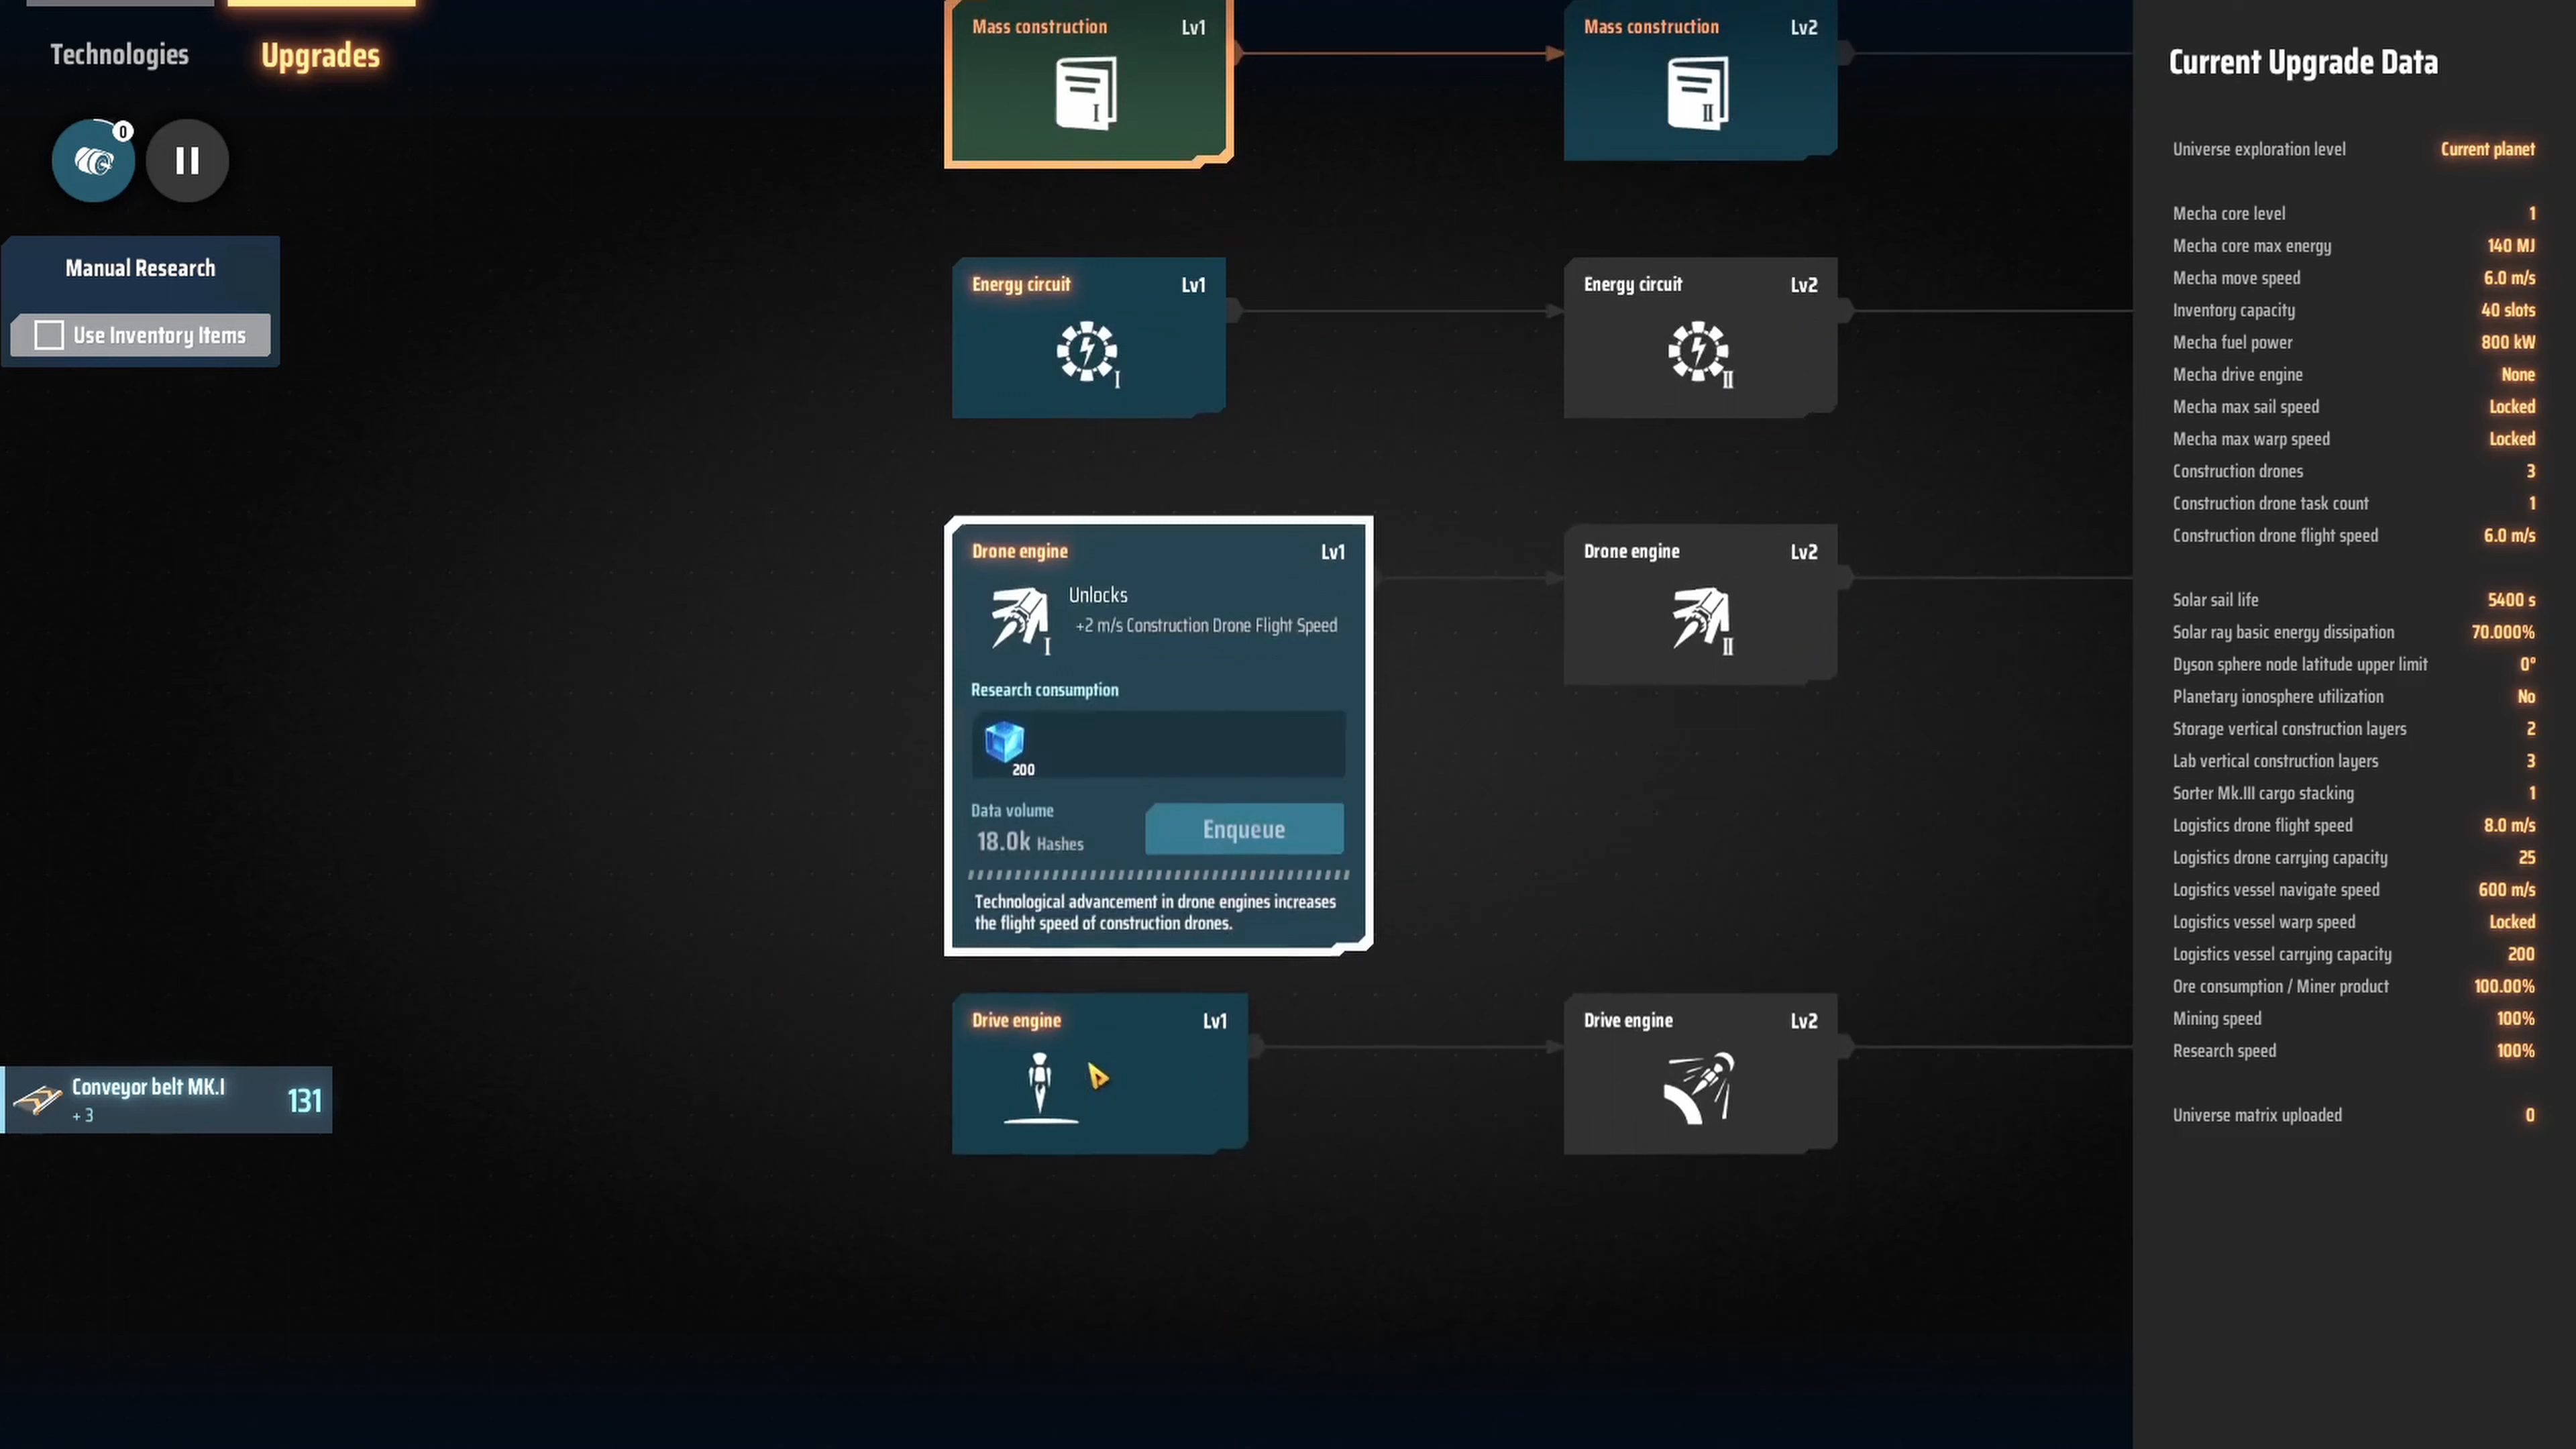 Technologies
Upgrades
0
Manual Research
Use Inventory Items
Conveyor belt MK.I
+ 3
131
Mass construction Lv1
I
Mass construction Lv2
II
Energy circuit Lv1
I
Energy circuit Lv2
II
Drone engine Lv1
Unlocks
+2 m/s Construction Drone Flight Speed
I
Research consumption
200
Data volume
18.0k Hashes
Enqueue
Technological advancement in drone engines increases
the flight speed of construction drones.
Drone engine Lv2
II
Drive engine Lv1
Drive engine Lv2
Current Upgrade Data
Universe exploration level Current planet
Mecha core level 1
Mecha core max energy 140 MJ
Mecha move speed 6.0 m/s
Inventory capacity 40 slots
Mecha fuel power 800 kW
Mecha drive engine None
Mecha max sail speed Locked
Mecha max warp speed Locked
Construction drones 3
Construction drone task count 1
Construction drone flight speed 6.0 m/s
Solar sail life 5400 s
Solar ray basic energy dissipation 70.000%
Dyson sphere node latitude upper limit 0°
Planetary ionosphere utilization No
Storage vertical construction layers 2
Lab vertical construction layers 3
Sorter Mk.III cargo stacking 1
Logistics drone flight speed 8.0 m/s
Logistics drone carrying capacity 25
Logistics vessel navigate speed 600 m/s
Logistics vessel warp speed Locked
Logistics vessel carrying capacity 200
Ore consumption / Miner product 100.00%
Mining speed 100%
Research speed 100%
Universe matrix uploaded 0